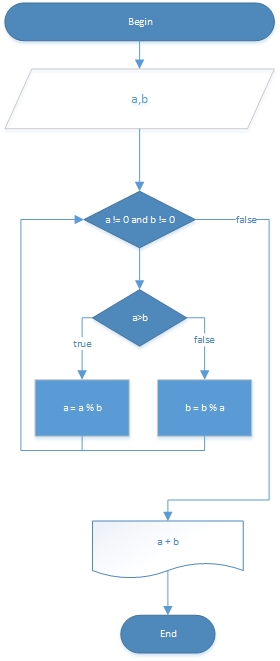 Begin
a,b
a != 0 and b != 0
false
a>b
true
false
a = a % b
b = b % a
a + b
End